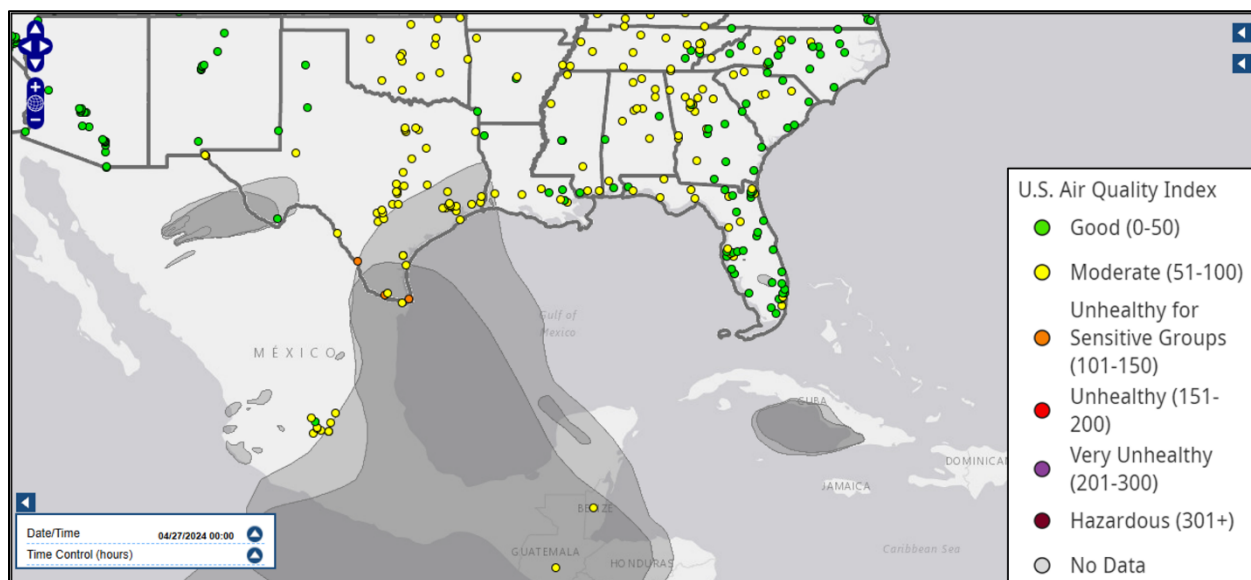 Gulf of
Mexico
MÉXICO
CUBA
DOMINICAN
JAMAICA
BELIZE
GUATEMALA
HONDURAS
Caribbean Sea
U.S. Air Quality Index
Good (0-50)
Moderate (51-100)
Unhealthy for
Sensitive Groups
(101-150)
Unhealthy (151-
200)
Very Unhealthy
(201-300)
Hazardous (301+)
No Data
Date/Time 04/27/2024 00:00
Time Control (hours)